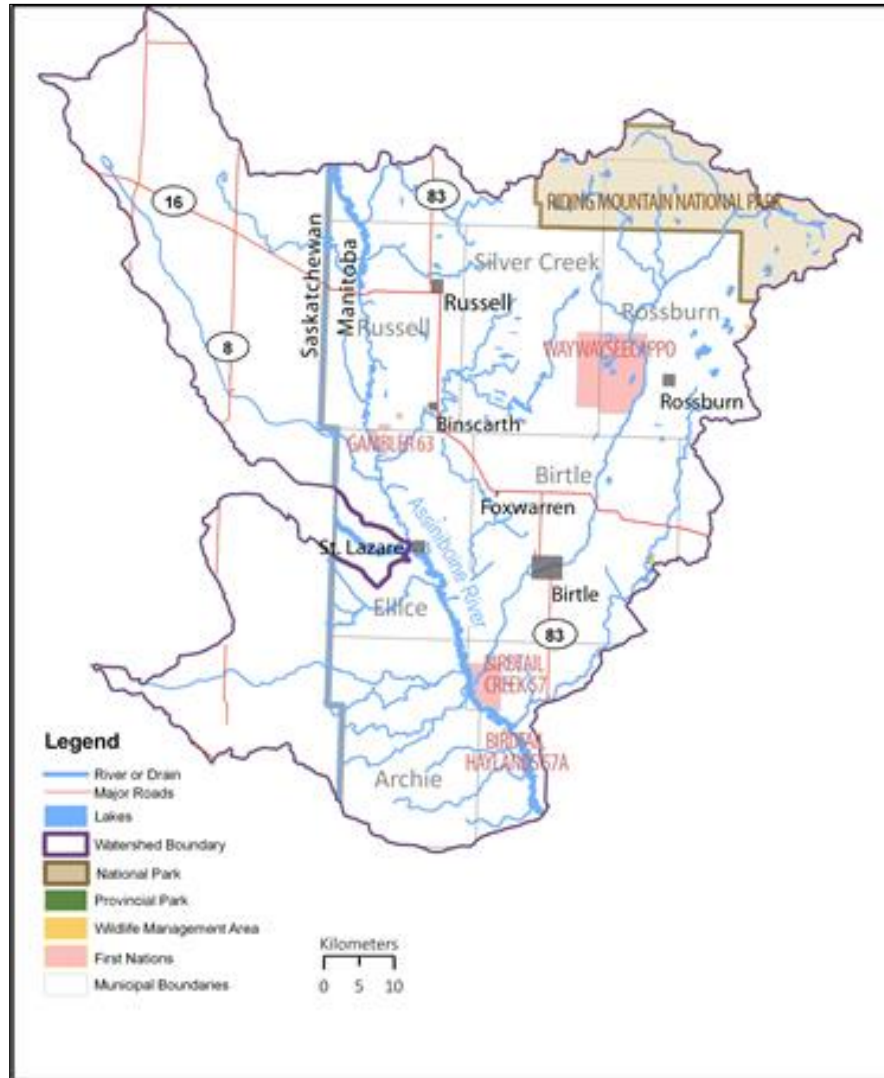 RIDING MOUNTAIN NATIONAL PARK
83
16
Saskatchewan
Manitoba
Silver Creek
Russell
Russell
Rossburn
WAYWAYSEECAPPO
8
Rossburn
Binscarth
GAMBLER 63
Birtle
Foxwarren
Assiniboine River
St. Lazare
Birtle
Ellice
83
BIRDTAIL
CREEK 57
BIRDTAIL
HAYLANDS 57A
Archie
Legend
River or Drain
Major Roads
Lakes
Watershed Boundary
National Park
Provincial Park
Wildlife Management Area
First Nations
Municipal Boundaries
Kilometers
0 5 10